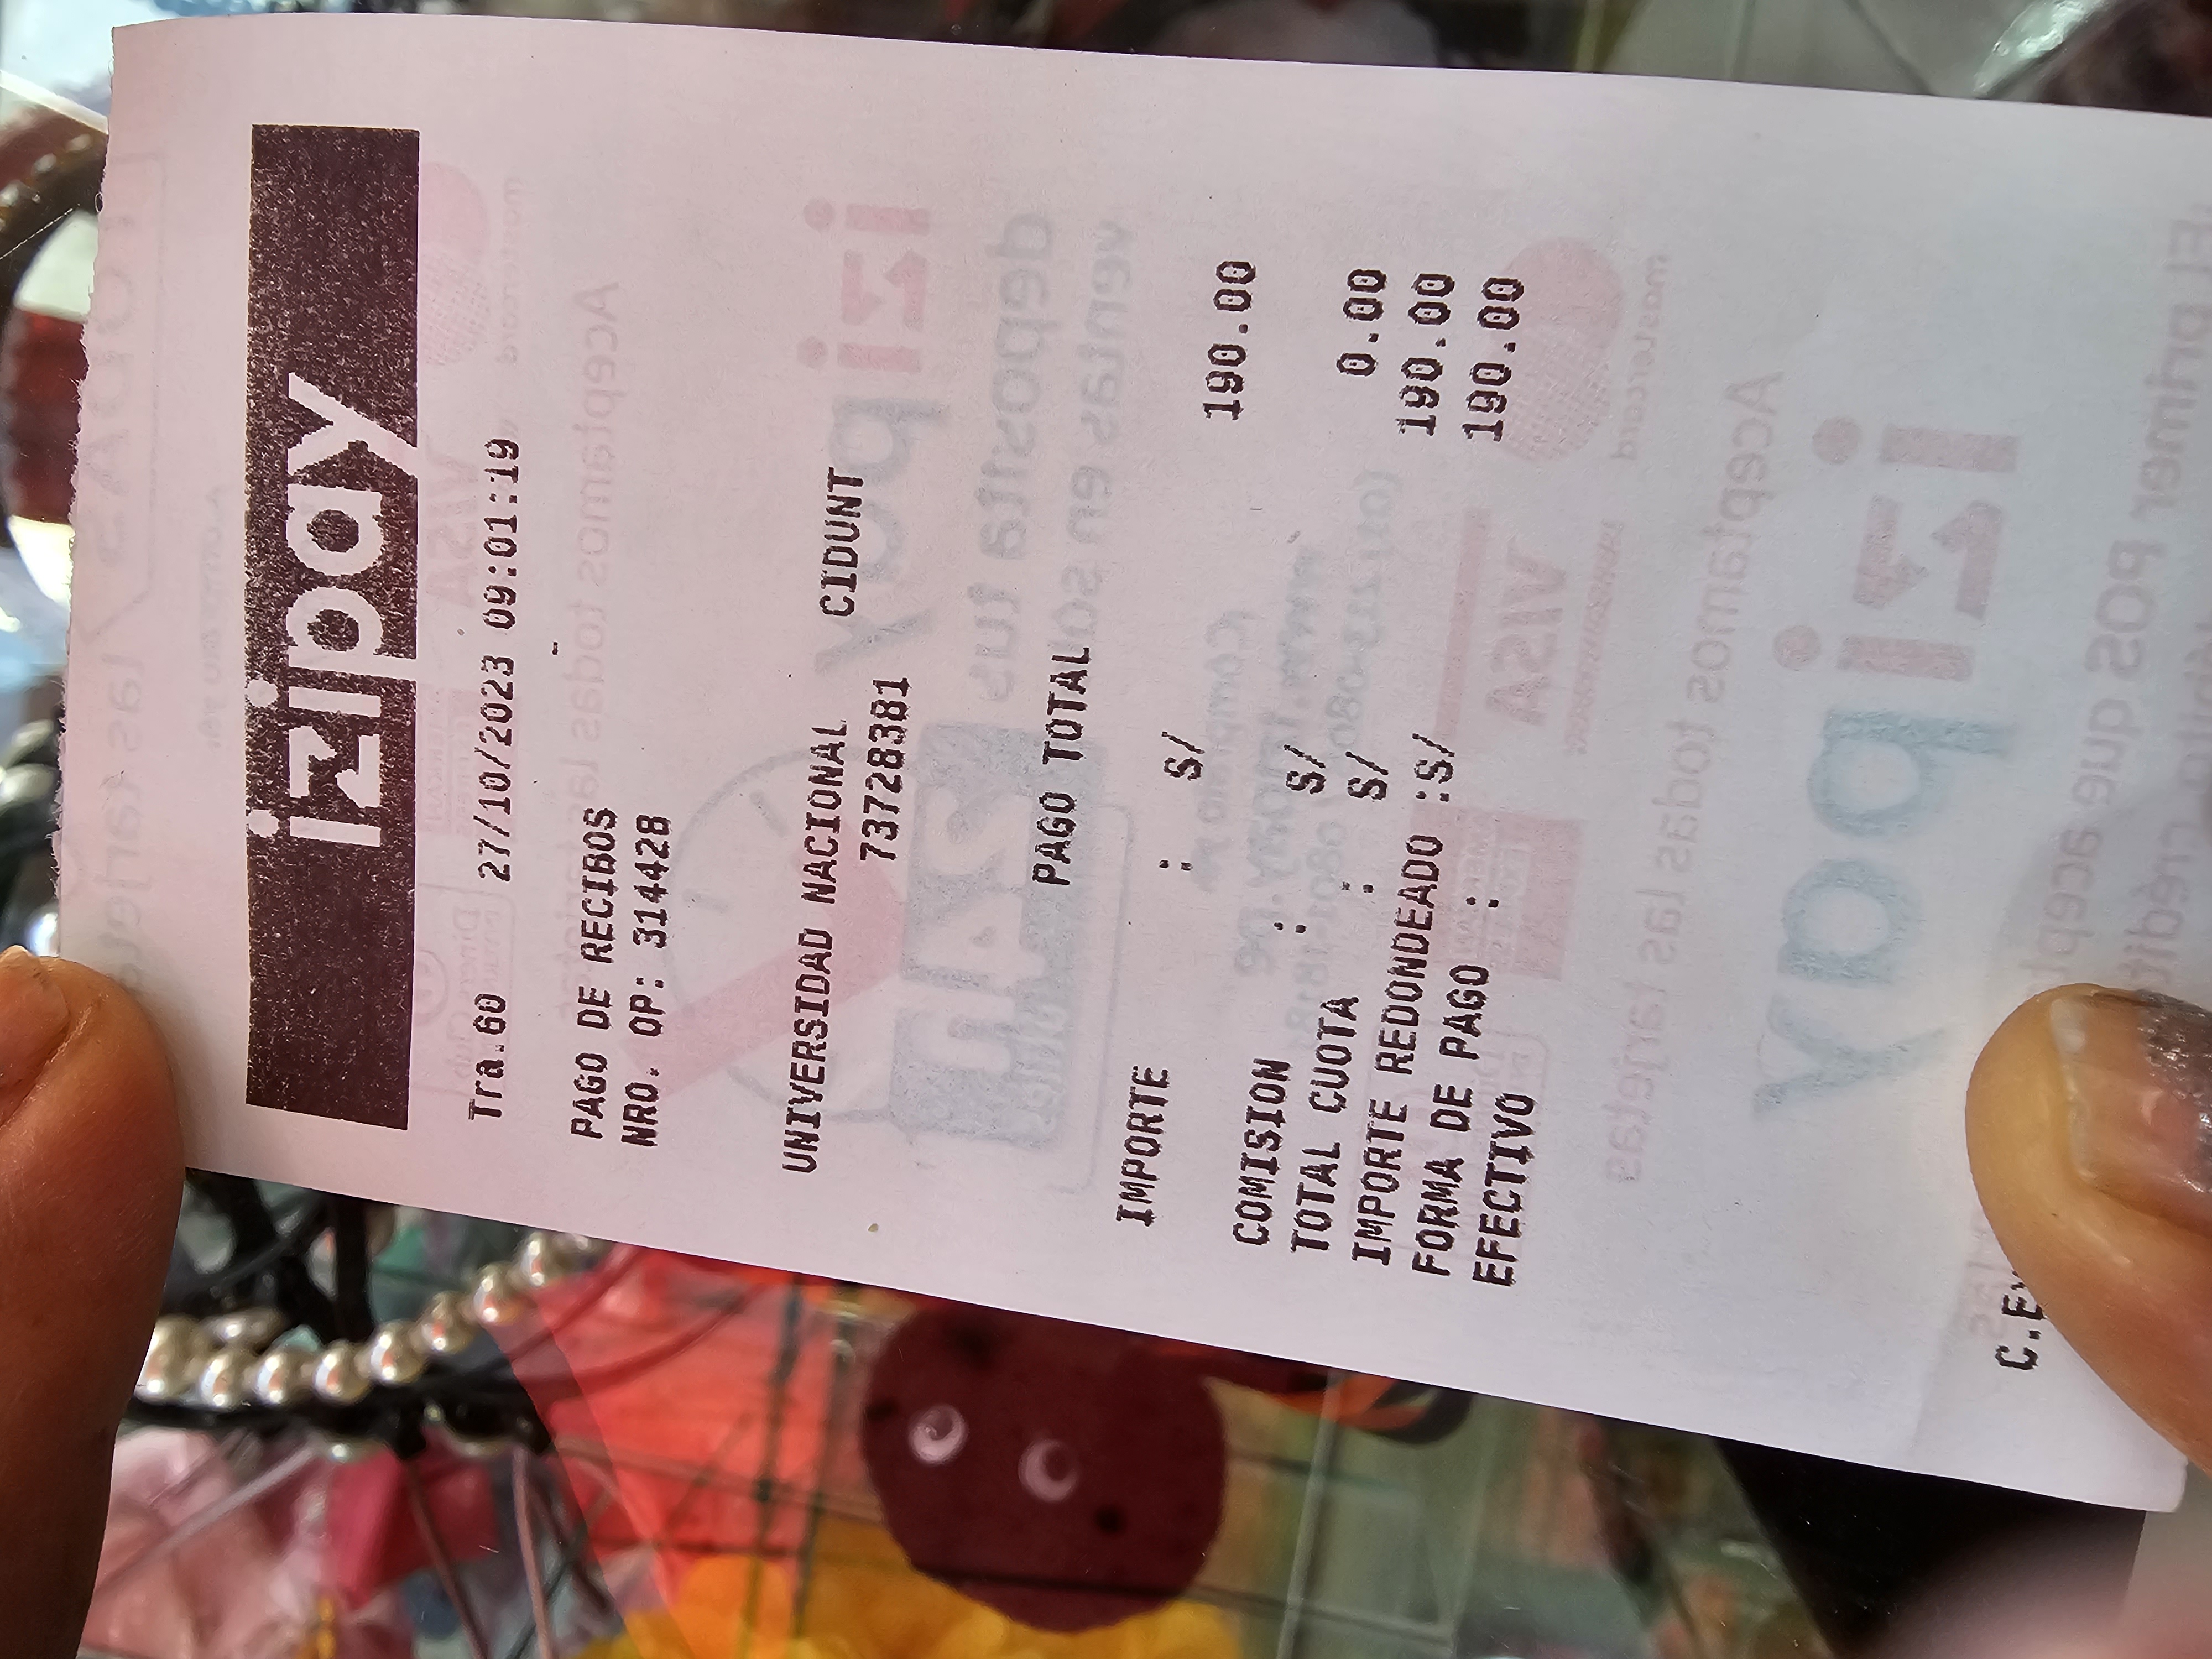 izipay
Tra.60 27/10/2023 09:01:19
-
PAGO DE RECIBOS
NRO. OP: 314428
UNIVERSIDAD NACIONAL CIDUNT
73728381
PAGO TOTAL
IMPORTE : S/ 190.00
COMISION : S/ 0.00
TOTAL CUOTA : S/ 190.00
IMPORTE REDONDEADO :S/ 190.00
FORMA DE PAGO :
EFECTIVO